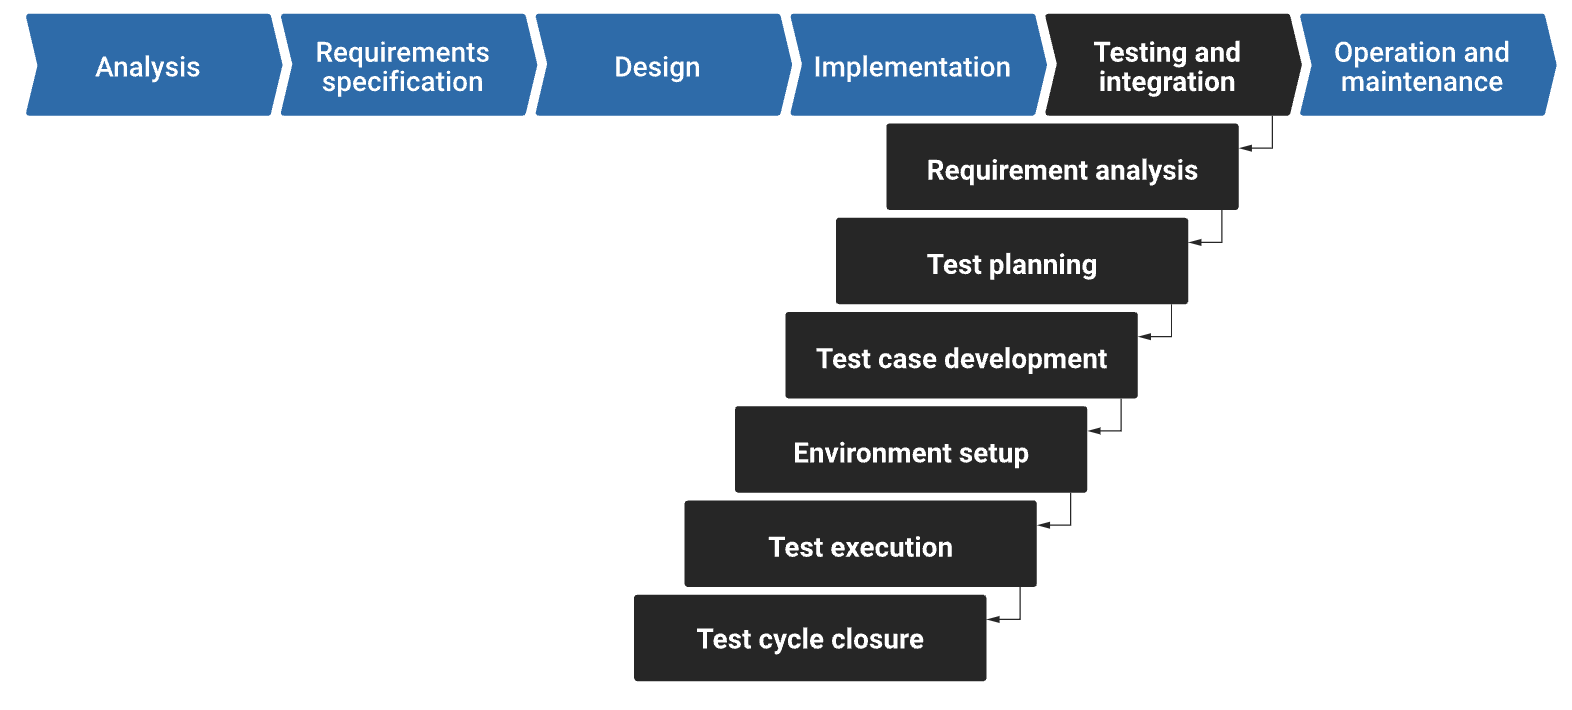 Analysis
Requirements
specification
Design
Implementation
Testing and
integration
Operation and
maintenance
Requirement analysis
Test planning
Test case development
Environment setup
Test execution
Test cycle closure